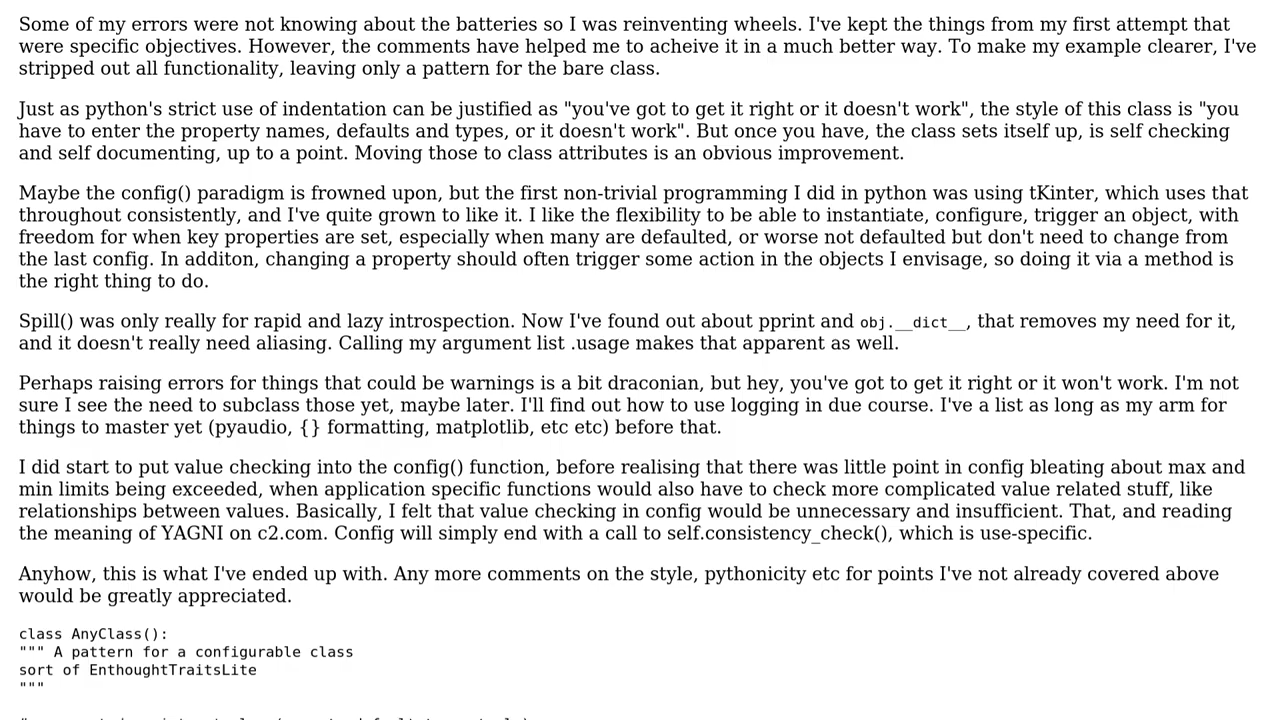 Some of my errors were not knowing about the batteries so I was reinventing wheels. I've kept the things from my first attempt that
were specific objectives. However, the comments have helped me to acheive it in a much better way. To make my example clearer, I've
stripped out all functionality, leaving only a pattern for the bare class.
Just as python's strict use of indentation can be justified as "you've got to get it right or it doesn't work", the style of this class is "you
have to enter the property names, defaults and types, or it doesn't work". But once you have, the class sets itself up, is self checking
and self documenting, up to a point. Moving those to class attributes is an obvious improvement.
Maybe the config() paradigm is frowned upon, but the first non-trivial programming I did in python was using tKinter, which uses that
throughout consistently, and I've quite grown to like it. I like the flexibility to be able to instantiate, configure, trigger an object, with
freedom for when key properties are set, especially when many are defaulted, or worse not defaulted but don't need to change from
the last config. In additon, changing a property should often trigger some action in the objects I envisage, so doing it via a method is
the right thing to do.
Spill() was only really for rapid and lazy introspection. Now I've found out about pprint and obj.__dict__, that removes my need for it,
and it doesn't really need aliasing. Calling my argument list .usage makes that apparent as well.
Perhaps raising errors for things that could be warnings is a bit draconian, but hey, you've got to get it right or it won't work. I'm not
sure I see the need to subclass those yet, maybe later. I'll find out how to use logging in due course. I've a list as long as my arm for
things to master yet (pyaudio, {} formatting, matplotlib, etc etc) before that.
I did start to put value checking into the config() function, before realising that there was little point in config bleating about max and
min limits being exceeded, when application specific functions would also have to check more complicated value related stuff, like
relationships between values. Basically, I felt that value checking in config would be unnecessary and insufficient. That, and reading
the meaning of YAGNI on c2.com. Config will simply end with a call to self.consistency_check(), which is use-specific.
Anyhow, this is what I've ended up with. Any more comments on the style, pythonicity etc for points I've not already covered above
would be greatly appreciated.
class AnyClass():
""" A pattern for a configurable class
sort of EnthoughtTraitsLite
"""